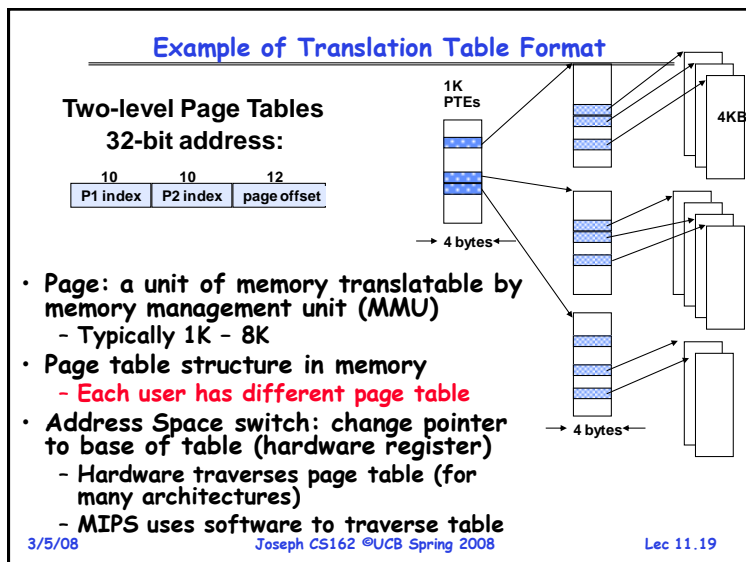 Example of Translation Table Format
Two-level Page Tables
32-bit address:
10 10 12
P1 index P2 index page offset
1K
PTEs
4KB
4 bytes
4 bytes
• Page: a unit of memory translatable by
memory management unit (MMU)
– Typically 1K – 8K
• Page table structure in memory
– Each user has different page table
• Address Space switch: change pointer
to base of table (hardware register)
– Hardware traverses page table (for
many architectures)
– MIPS uses software to traverse table
3/5/08 Joseph CS162 ©UCB Spring 2008 Lec 11.19